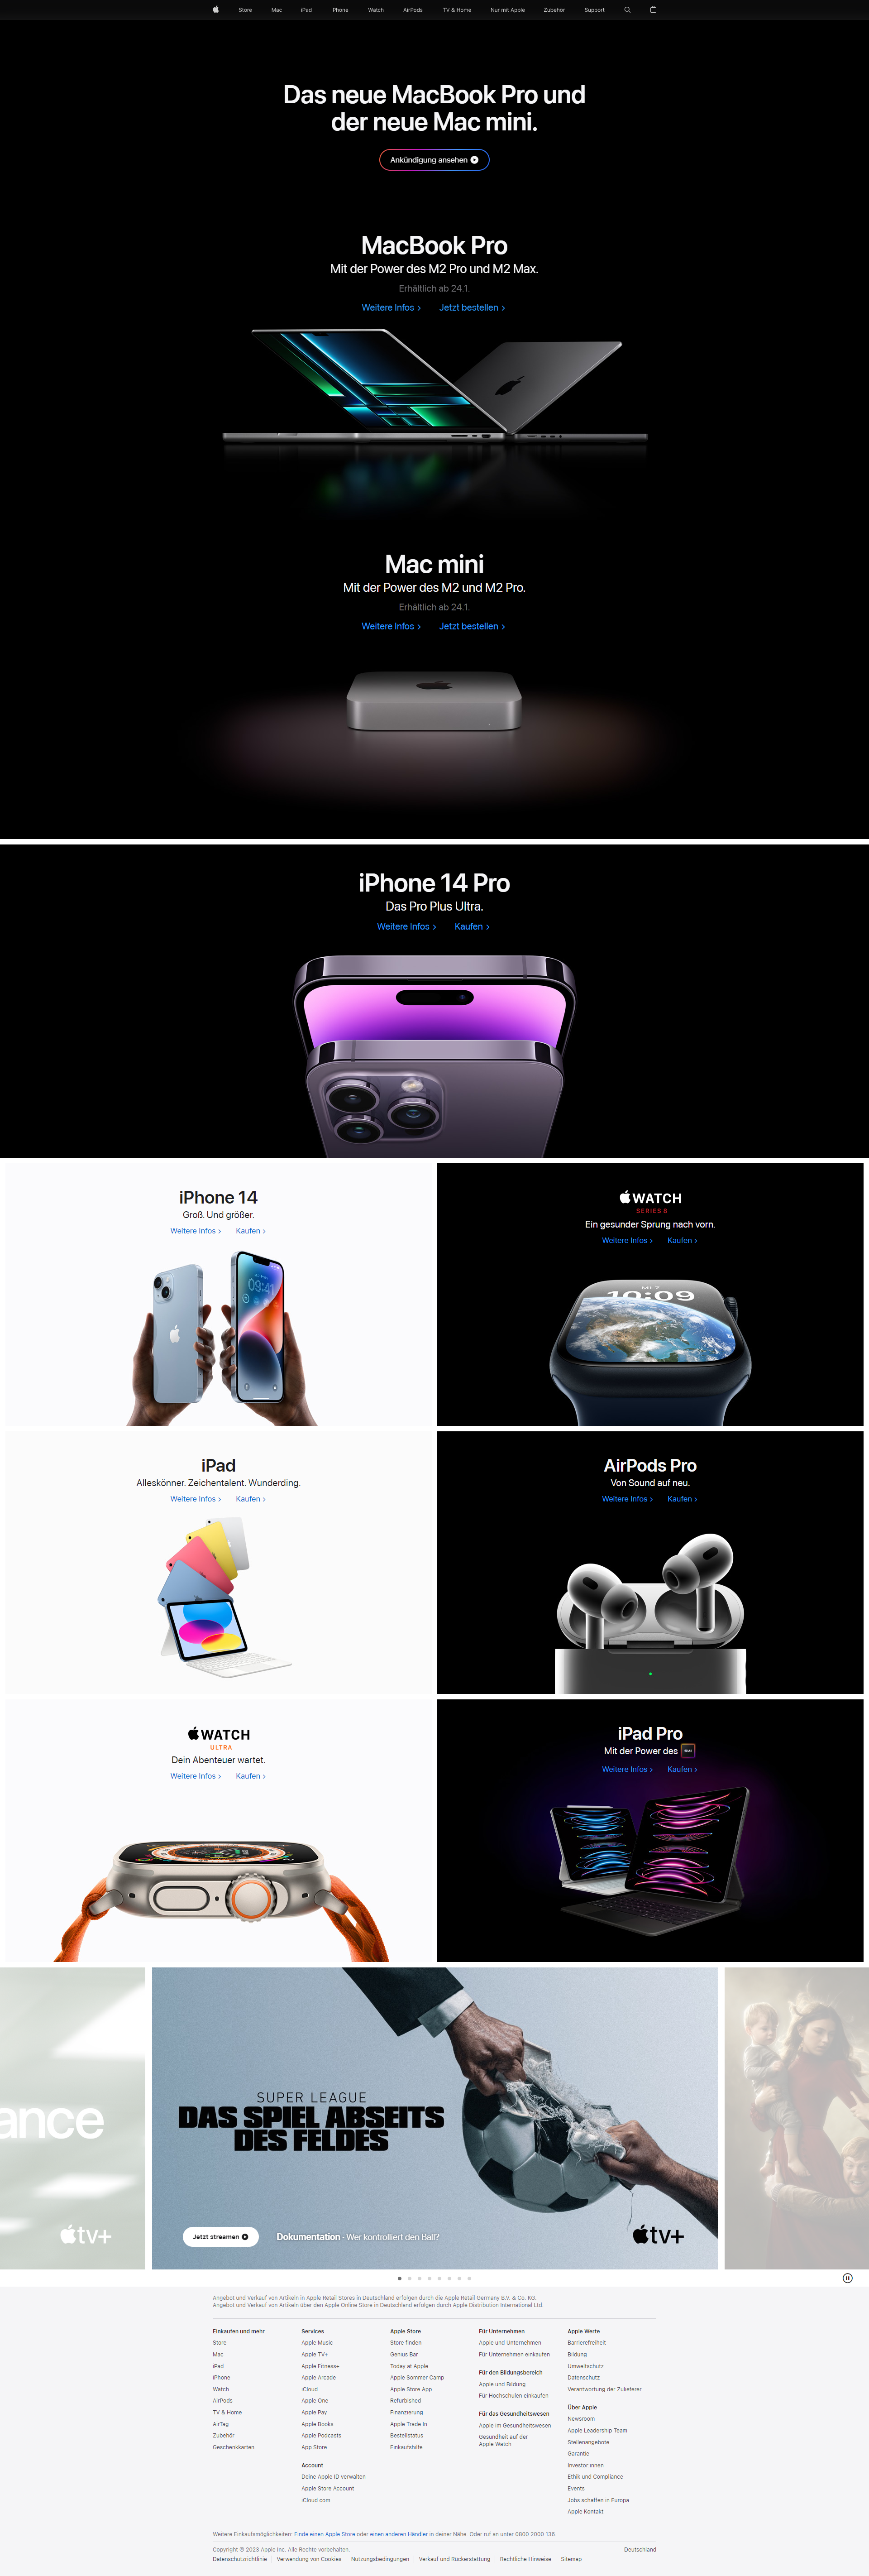 Store Mac iPad iPhone Watch AirPods TV & Home Nur mit Apple Zubehör Support
Das neue MacBook Pro und
der neue Mac mini.
Ankündigung ansehen
MacBook Pro
Mit der Power des M2 Pro und M2 Max.
Erhältlich ab 24.1.
Weitere Infos > Jetzt bestellen >
Mac mini
Mit der Power des M2 und M2 Pro.
Erhältlich ab 24.1.
Weitere Infos > Jetzt bestellen >
iPhone 14 Pro
Das Pro Plus Ultra.
Weitere Infos > Kaufen >
iPhone 14
Groß. Und größer.
Weitere Infos > Kaufen >
09:41
WATCH
SERIES 8
Ein gesunder Sprung nach vorn.
Weitere Infos > Kaufen >
10:09
iPad
Alleskönner. Zeichentalent. Wunderding.
Weitere Infos > Kaufen >
AirPods Pro
Von Sound auf neu.
Weitere Infos > Kaufen >
WATCH
ULTRA
Dein Abenteuer wartet.
Weitere Infos > Kaufen >
iPad Pro
Mit der Power des
Weitere Infos > Kaufen >
ance
tv+
SUPER LEAGUE
DAS SPIEL ABSEITS
DES FELDES
Jetzt streamen
Dokumentation - Wer kontrolliert den Ball?
tv+
Angebot und Verkauf von Artikeln in Apple Retail Stores in Deutschland erfolgen durch die Apple Retail Germany B.V. & Co. KG.
Angebot und Verkauf von Artikeln über den Apple Online Store in Deutschland erfolgen durch Apple Distribution International Ltd.
Einkaufen und mehr
Store
Mac
iPad
iPhone
Watch
AirPods
TV & Home
AirTag
Zubehör
Geschenkkarten
Services
Apple Music
Apple TV+
Apple Fitness+
Apple Arcade
iCloud
Apple One
Apple Pay
Apple Books
Apple Podcasts
App Store
Account
Deine Apple ID verwalten
Apple Store Account
iCloud.com
Apple Store
Store finden
Genius Bar
Today at Apple
Apple Sommer Camp
Apple Store App
Refurbished
Finanzierung
Apple Trade In
Bestellstatus
Einkaufshilfe
Für Unternehmen
Apple und Unternehmen
Für Unternehmen einkaufen
Für den Bildungsbereich
Apple und Bildung
Für Hochschulen einkaufen
Für das Gesundheitswesen
Apple im Gesundheitswesen
Gesundheit auf der
Apple Watch
Apple Werte
Barrierefreiheit
Bildung
Umweltschutz
Datenschutz
Verantwortung der Zulieferer
Über Apple
Newsroom
Apple Leadership Team
Stellenangebote
Garantie
Investor:innen
Ethik und Compliance
Events
Jobs schaffen in Europa
Apple Kontakt
Weitere Einkaufsmöglichkeiten: Finde einen Apple Store oder einen anderen Händler in deiner Nähe. Oder ruf an unter 0800 2000 136.
Copyright © 2023 Apple Inc. Alle Rechte vorbehalten. Deutschland
Datenschutzrichtlinie | Verwendung von Cookies | Nutzungsbedingungen | Verkauf und Rückerstattung | Rechtliche Hinweise | Sitemap